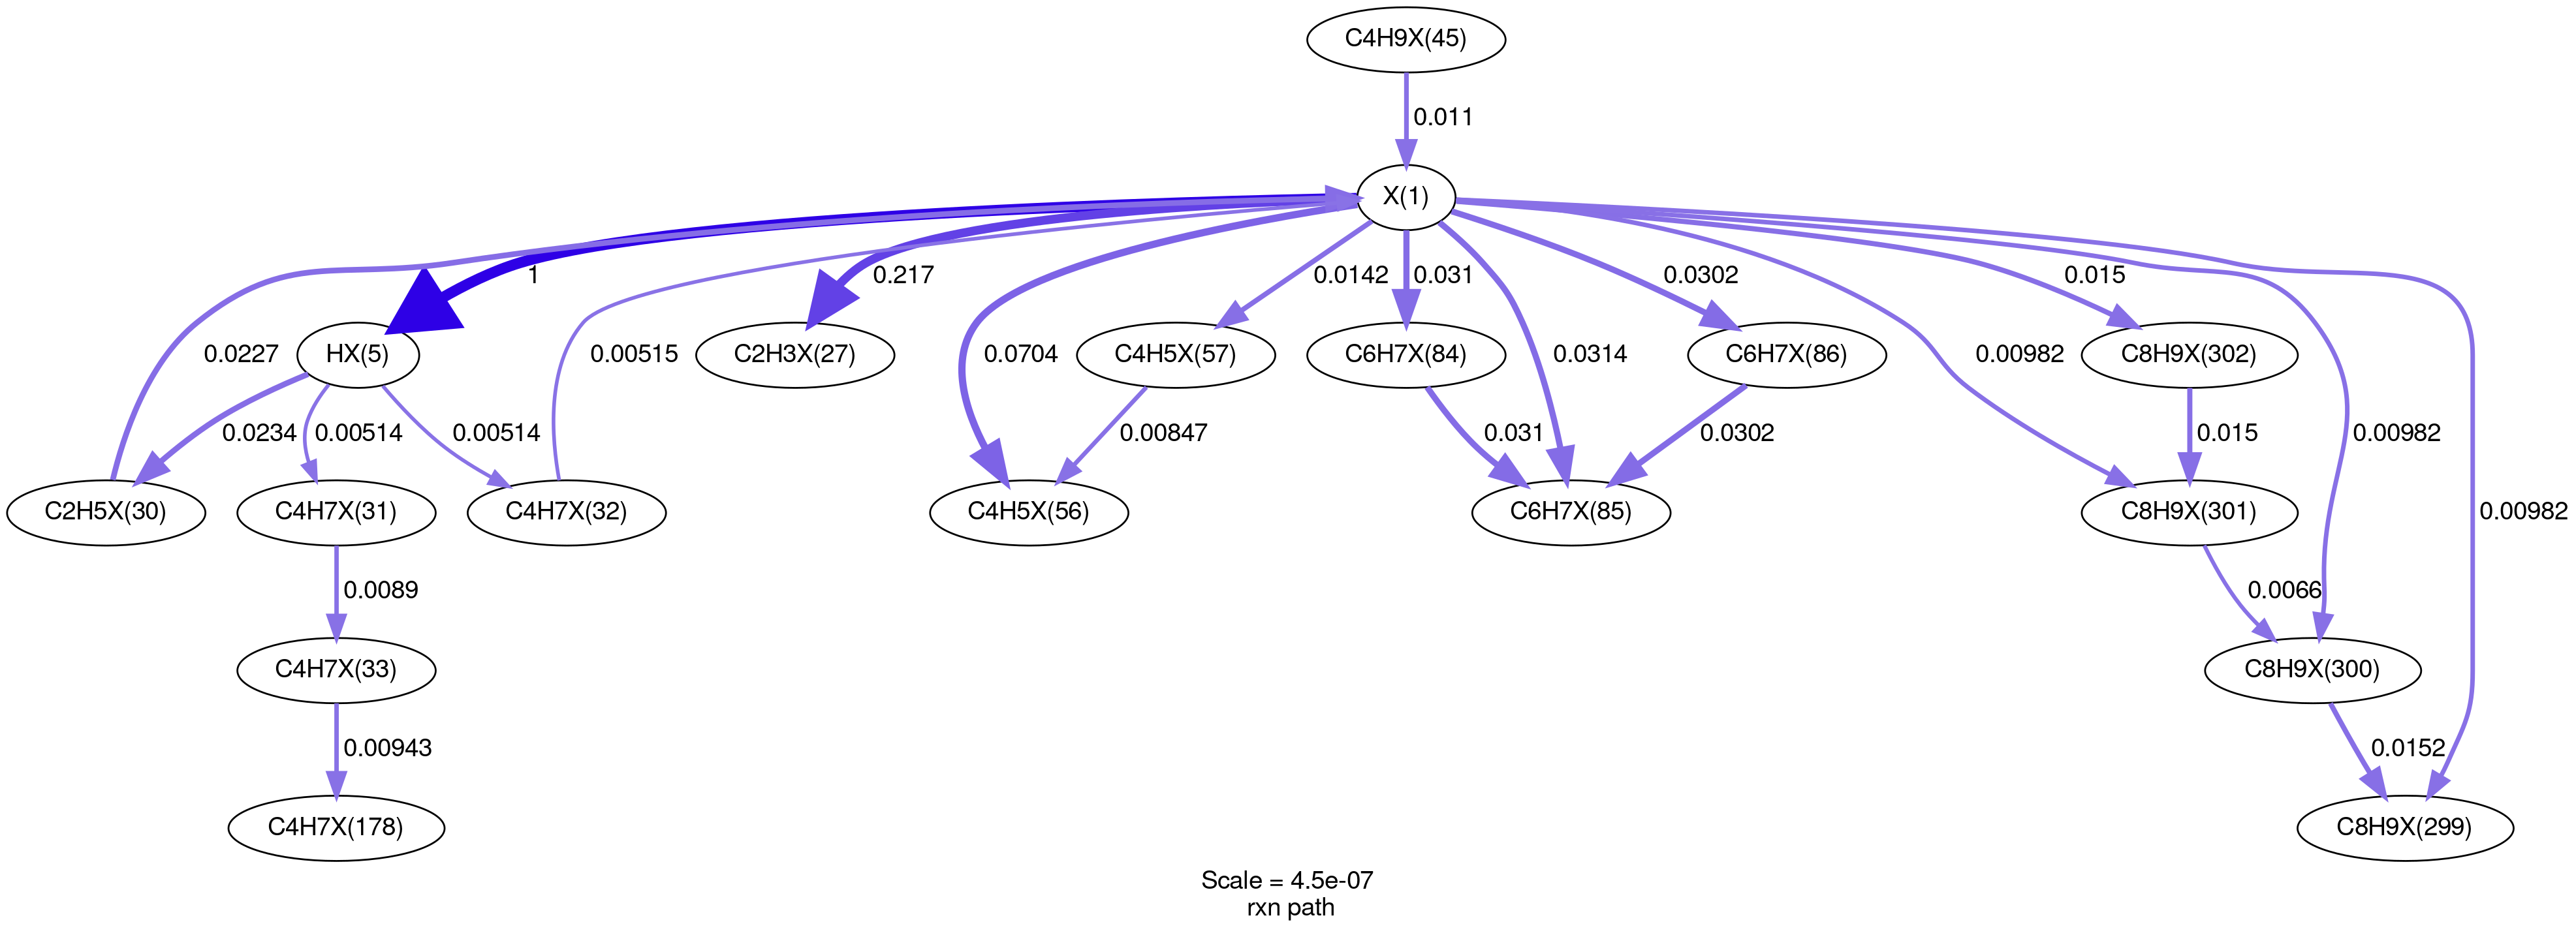 C4H9X(45)
0.011
X(1)
1
0.217
0.0142
0.031
0.0302
0.015
0.0227
HX(5)
0.00515
C2H3X(27)
0.0704
C4H5X(57)
C6H7X(84)
0.0314
C6H7X(86)
0.00982
C8H9X(302)
0.00982
0.0234
0.00514
0.00514
0.00847
0.031
0.0302
0.015
C2H5X(30)
C4H7X(31)
C4H7X(32)
C4H5X(56)
C6H7X(85)
C8H9X(301)
0.00982
0.0089
0.0066
C4H7X(33)
C8H9X(300)
0.00943
0.0152
C4H7X(178)
C8H9X(299)
Scale = 4.5e-07
rxn path